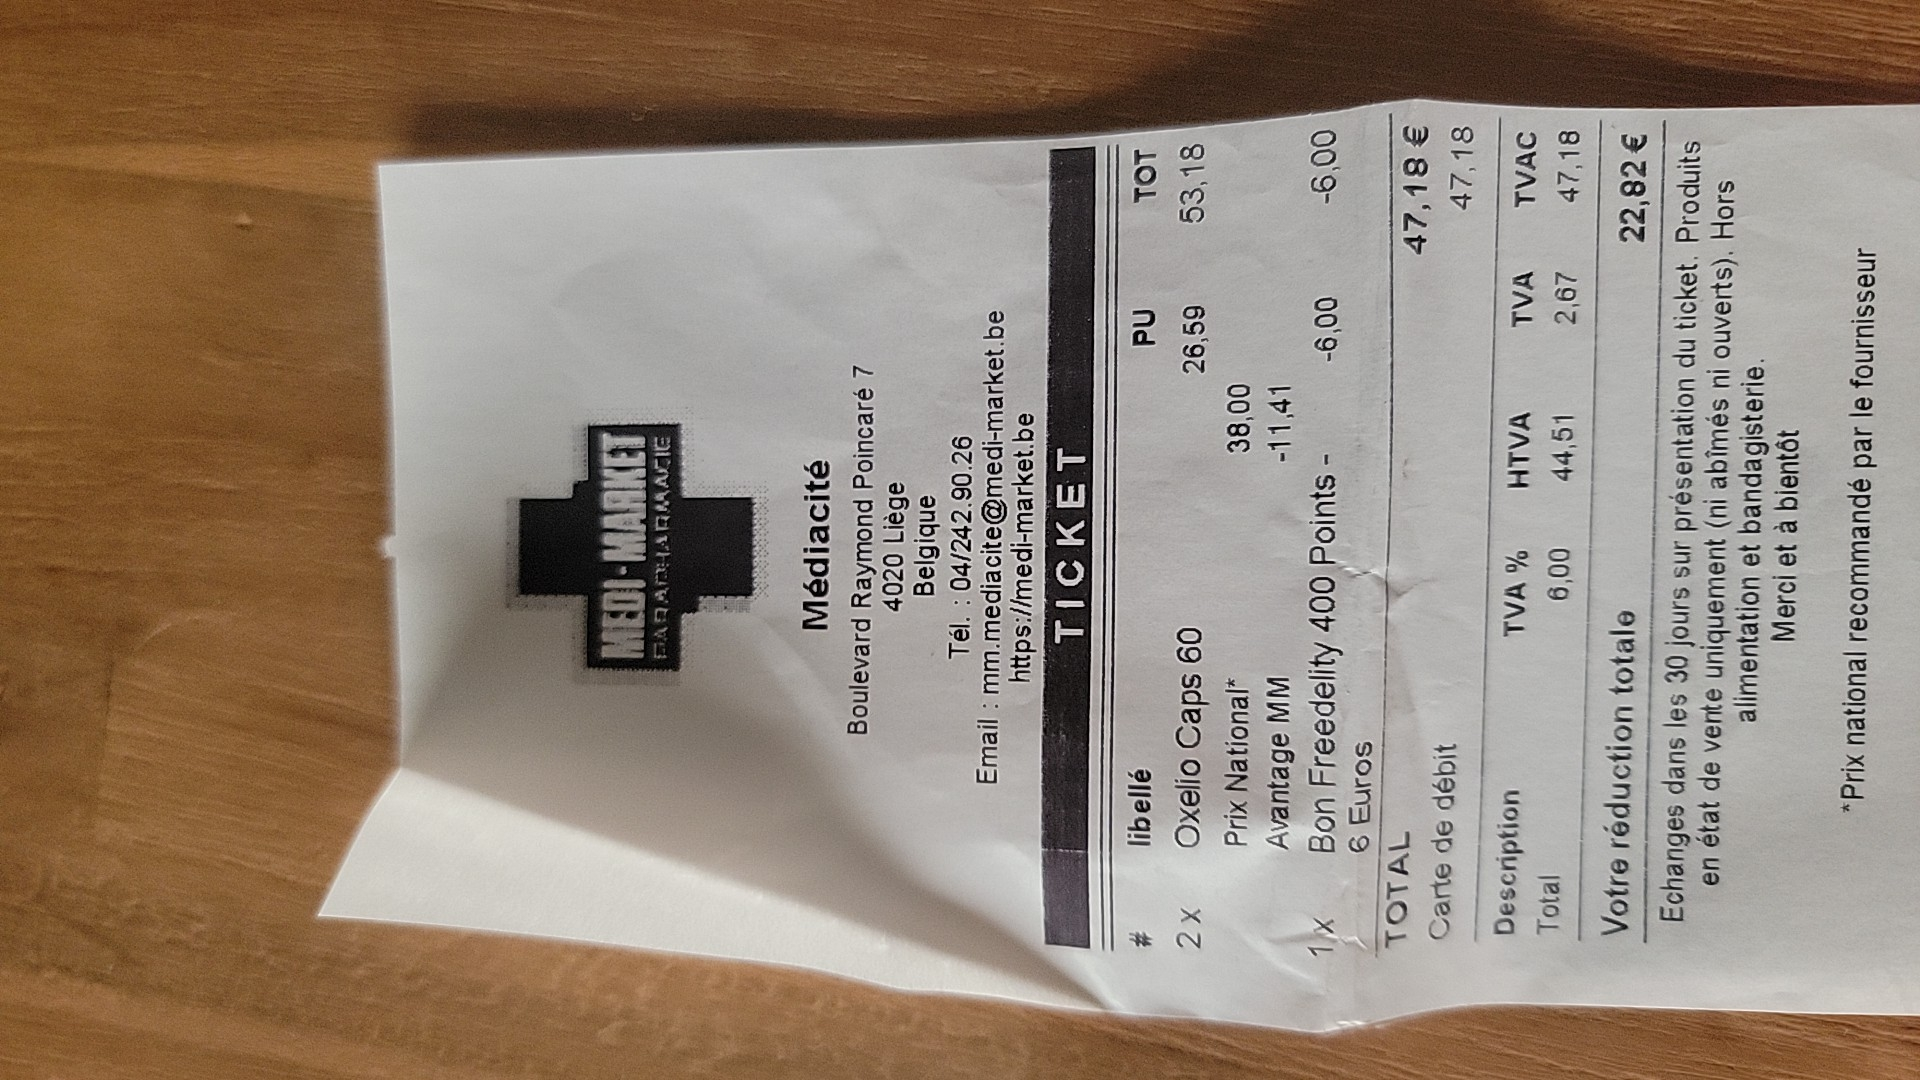 MEDI-MARKET
PARAPHARMACIE
Médiacité
Boulevard Raymond Poincaré 7
4020 Liège
Belgique
Tél. : 04/242.90.26
Email : mm.mediacite@medi-market.be
https://medi-market.be
TICKET
# libellé PU TOT
2 x Oxelio Caps 60 26,59 53,18
Prix National* 38,00
Avantage MM -11,41
1 x Bon Freedelity 400 Points - -6,00 -6,00
6 Euros
TOTAL 47,18 €
Carte de débit 47,18
Description TVA % HTVA TVA TVAC
Total 6,00 44,51 2,67 47,18
Votre réduction totale 22,82 €
Echanges dans les 30 jours sur présentation du ticket. Produits
en état de vente uniquement (ni abîmés ni ouverts). Hors
alimentation et bandagisterie.
Merci et à bientôt
*Prix national recommandé par le fournisseur